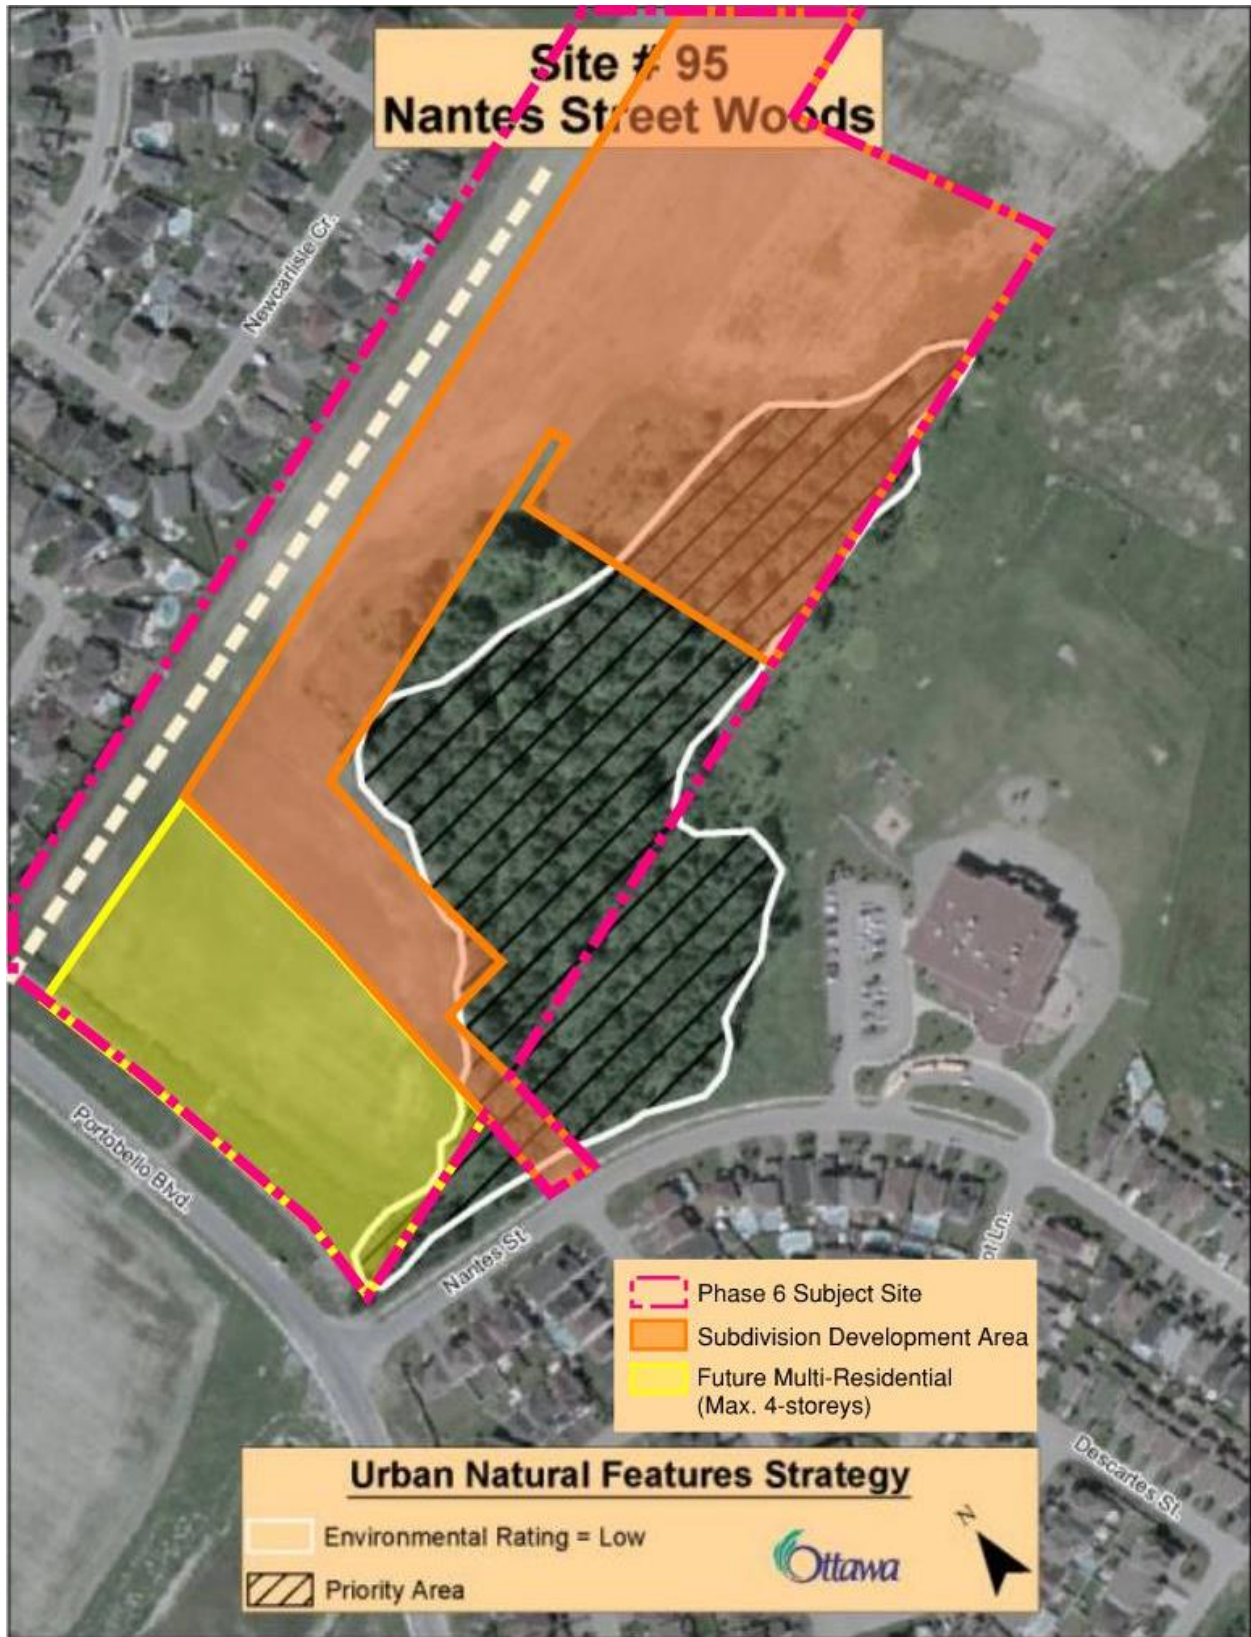 Site # 95
Nantes Street Woods
Newcarlisle Cr.
Portobello Blvd.
Nantes St.
Ln.
Phase 6 Subject Site
Subdivision Development Area
Future Multi-Residential
(Max. 4-storeys)
Descartes St.
Urban Natural Features Strategy
Environmental Rating = Low
Priority Area
Ottawa
N